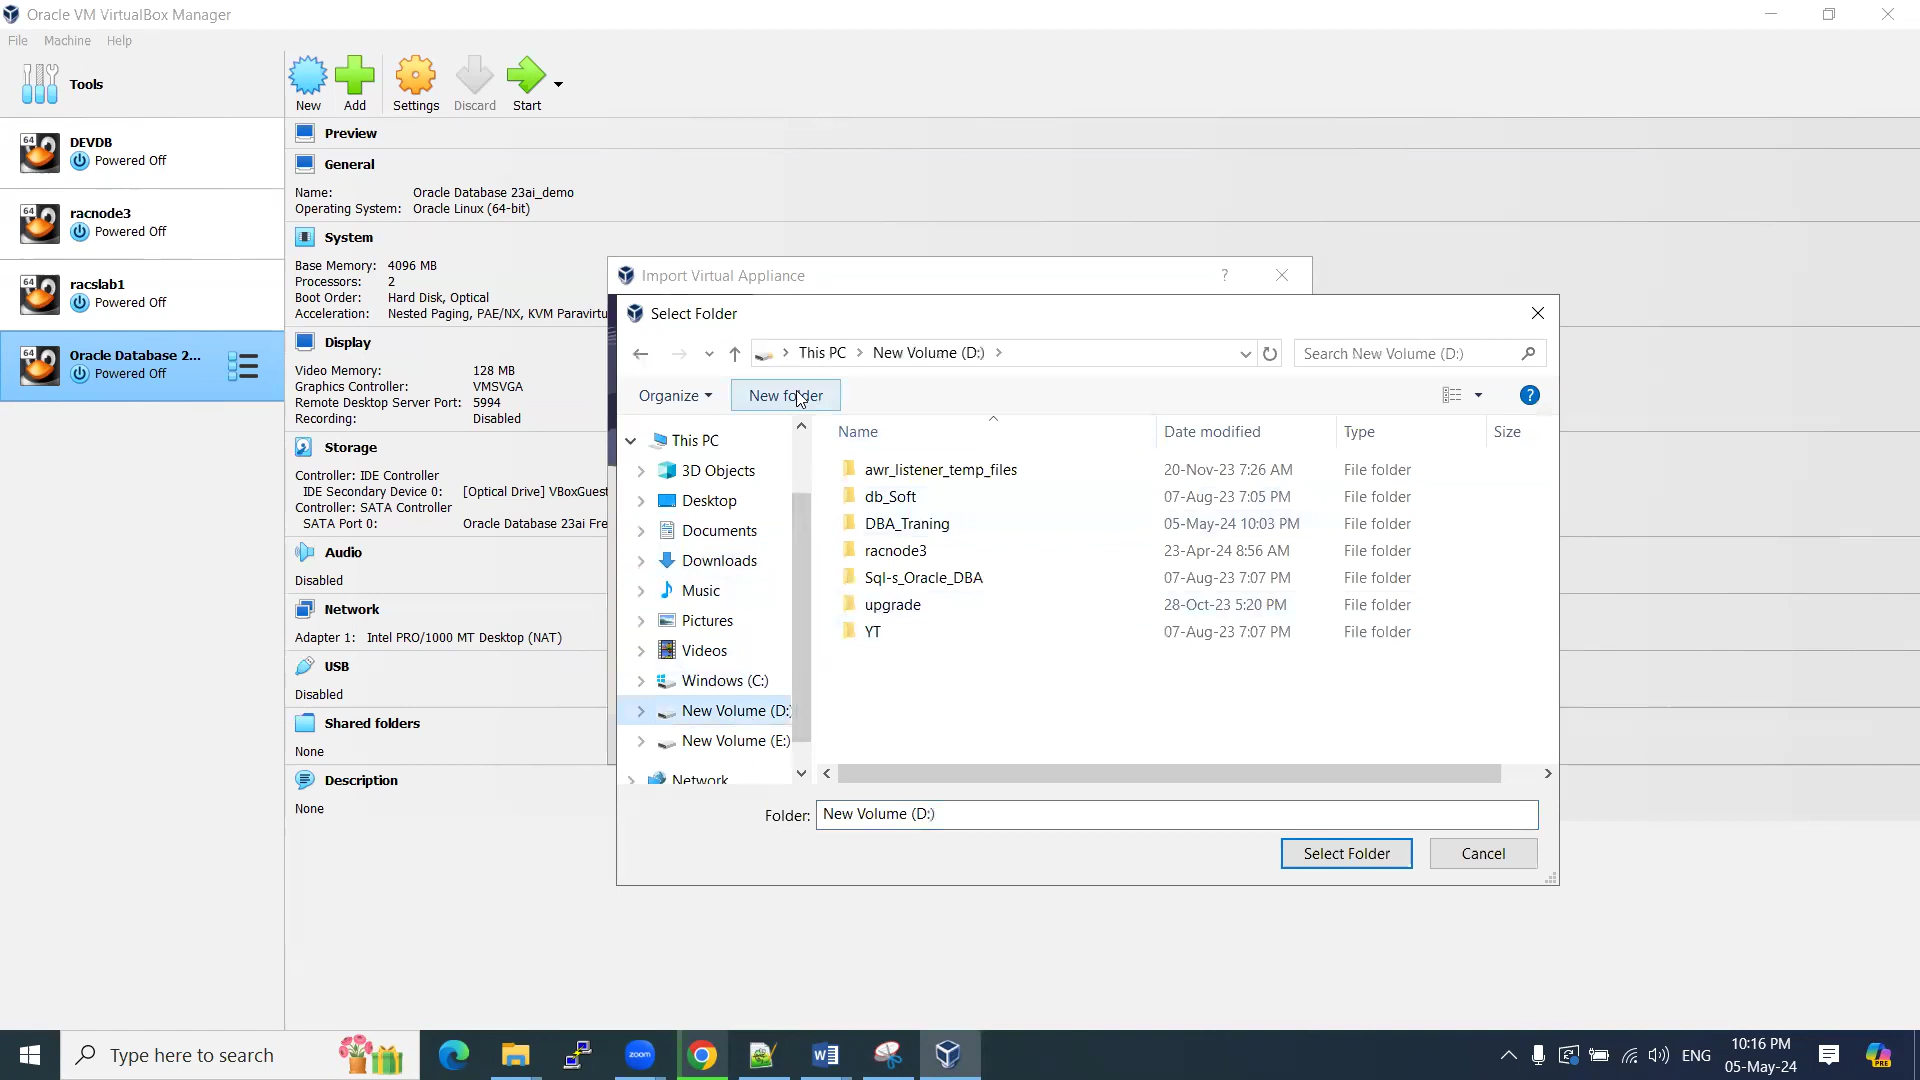 Oracle VM VirtualBox Manager
File Machine Help
Tools
New Add Settings Discard Start
DEVDB
Powered Off
racnode3
Powered Off
racslab1
Powered Off
Oracle Database 2...
Powered Off
Preview
General
Name: Oracle Database 23ai_demo
Operating System: Oracle Linux (64-bit)
System
Base Memory: 4096 MB
Processors: 2
Boot Order: Hard Disk, Optical
Acceleration: Nested Paging, PAE/NX, KVM Paravirtu
Display
Video Memory: 128 MB
Graphics Controller: VMSVGA
Remote Desktop Server Port: 5994
Recording: Disabled
Storage
Controller: IDE Controller
IDE Secondary Device 0: [Optical Drive] VBoxGuest
Controller: SATA Controller
SATA Port 0: Oracle Database 23ai Fre
Audio
Disabled
Network
Adapter 1: Intel PRO/1000 MT Desktop (NAT)
USB
Disabled
Shared folders
None
Description
None
Import Virtual Appliance ?
Select Folder
This PC New Volume (D:) Search New Volume (D:)
Organize New folder ?
This PC
3D Objects
Desktop
Documents
Downloads
Music
Pictures
Videos
Windows (C:)
New Volume (D:)
New Volume (E:)
Network
Name Date modified Type Size
awr_listener_temp_files 20-Nov-23 7:26 AM File folder
db_Soft 07-Aug-23 7:05 PM File folder
DBA_Traning 05-May-24 10:03 PM File folder
racnode3 23-Apr-24 8:56 AM File folder
Sql-s_Oracle_DBA 07-Aug-23 7:07 PM File folder
upgrade 28-Oct-23 5:20 PM File folder
YT 07-Aug-23 7:07 PM File folder
Folder: New Volume (D:)
Select Folder Cancel
Type here to search
zoom
ENG
10:16 PM
05-May-24
PRE